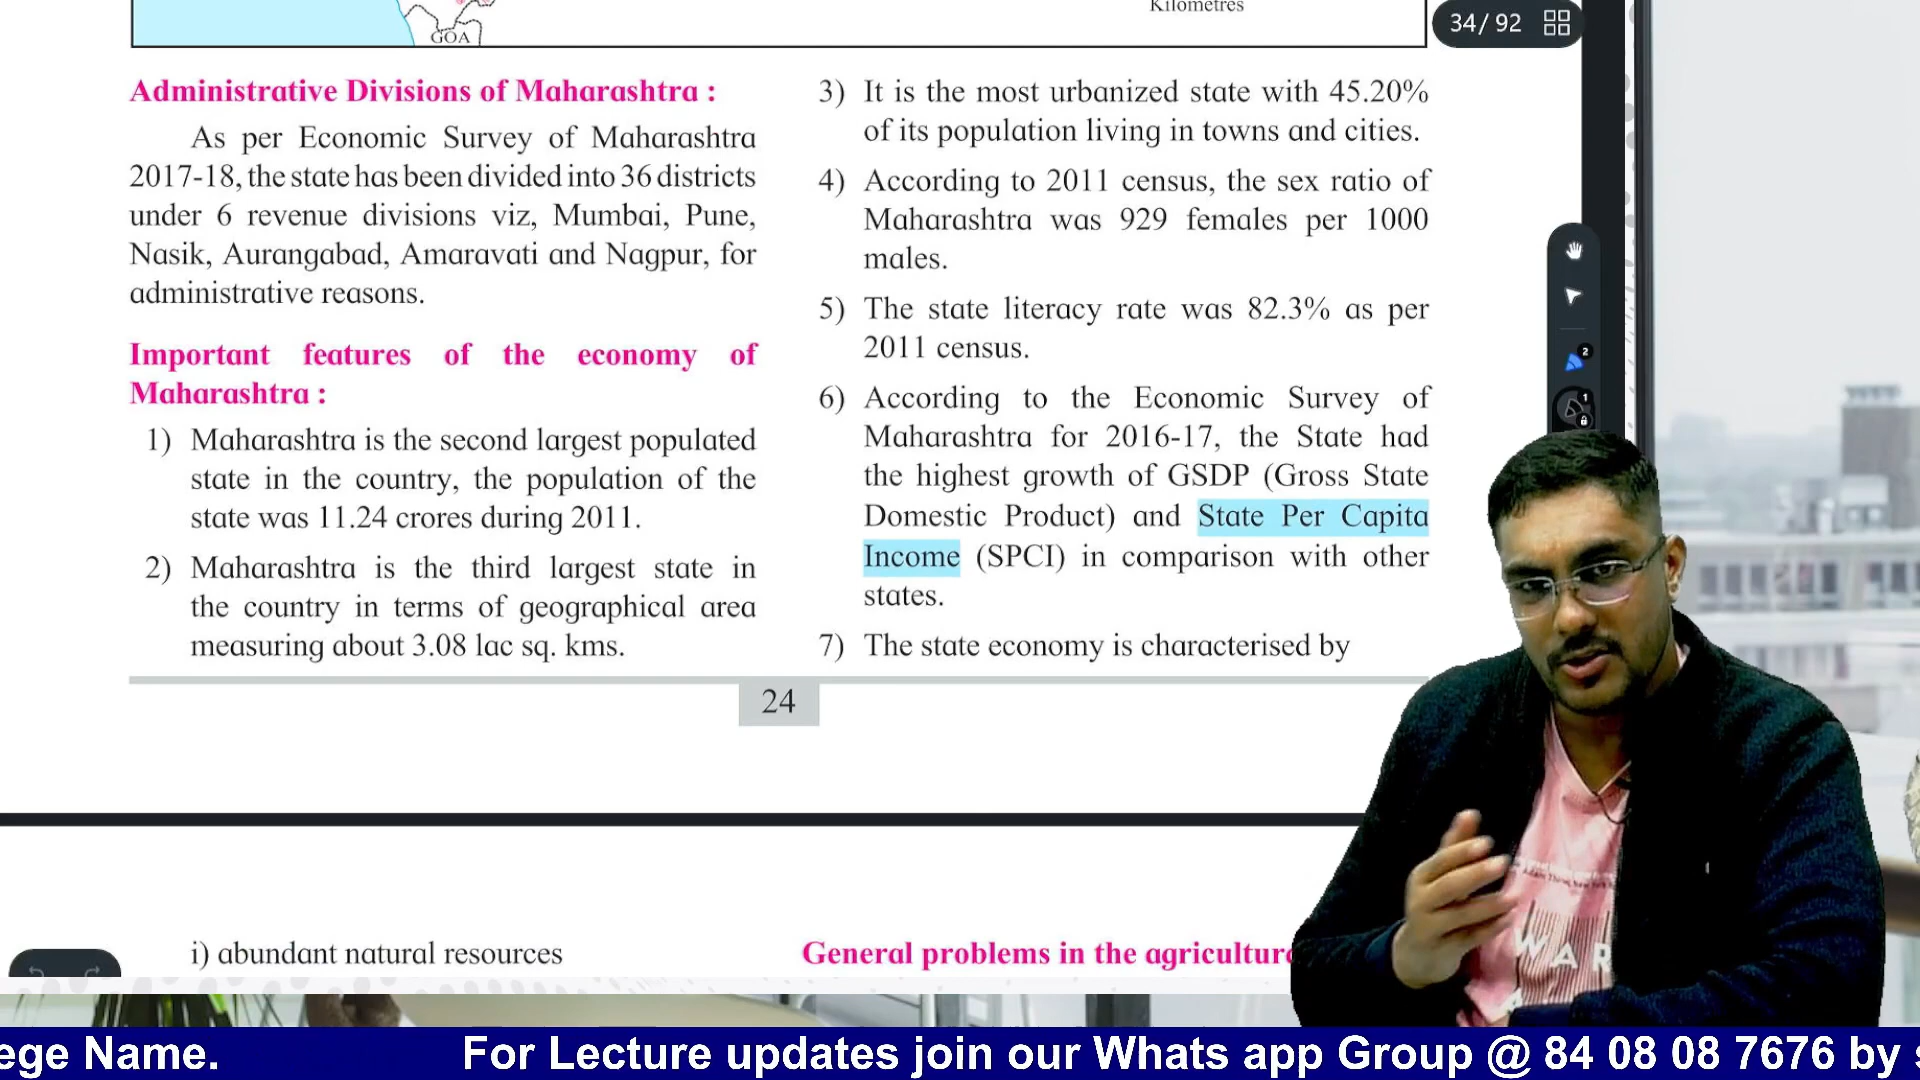 Kilometres
GOA
34/ 92
Administrative Divisions of Maharashtra :
As per Economic Survey of Maharashtra
2017-18, the state has been divided into 36 districts
under 6 revenue divisions viz, Mumbai, Pune,
Nasik, Aurangabad, Amaravati and Nagpur, for
administrative reasons.
Important features of the economy of
Maharashtra :
1) Maharashtra is the second largest populated
state in the country, the population of the
state was 11.24 crores during 2011.
2) Maharashtra is the third largest state in
the country in terms of geographical area
measuring about 3.08 lac sq. kms.
3) It is the most urbanized state with 45.20%
of its population living in towns and cities.
4) According to 2011 census, the sex ratio of
Maharashtra was 929 females per 1000
males.
5) The state literacy rate was 82.3% as per
2011 census.
6) According to the Economic Survey of
Maharashtra for 2016-17, the State had
the highest growth of GSDP (Gross State
Domestic Product) and State Per Capita
Income (SPCI) in comparison with other
states.
7) The state economy is characterised by
24
i) abundant natural resources
General problems in the agricultur
2
1
WAR
ege Name. For Lecture updates join our Whats app Group @ 84 08 08 7676 by s